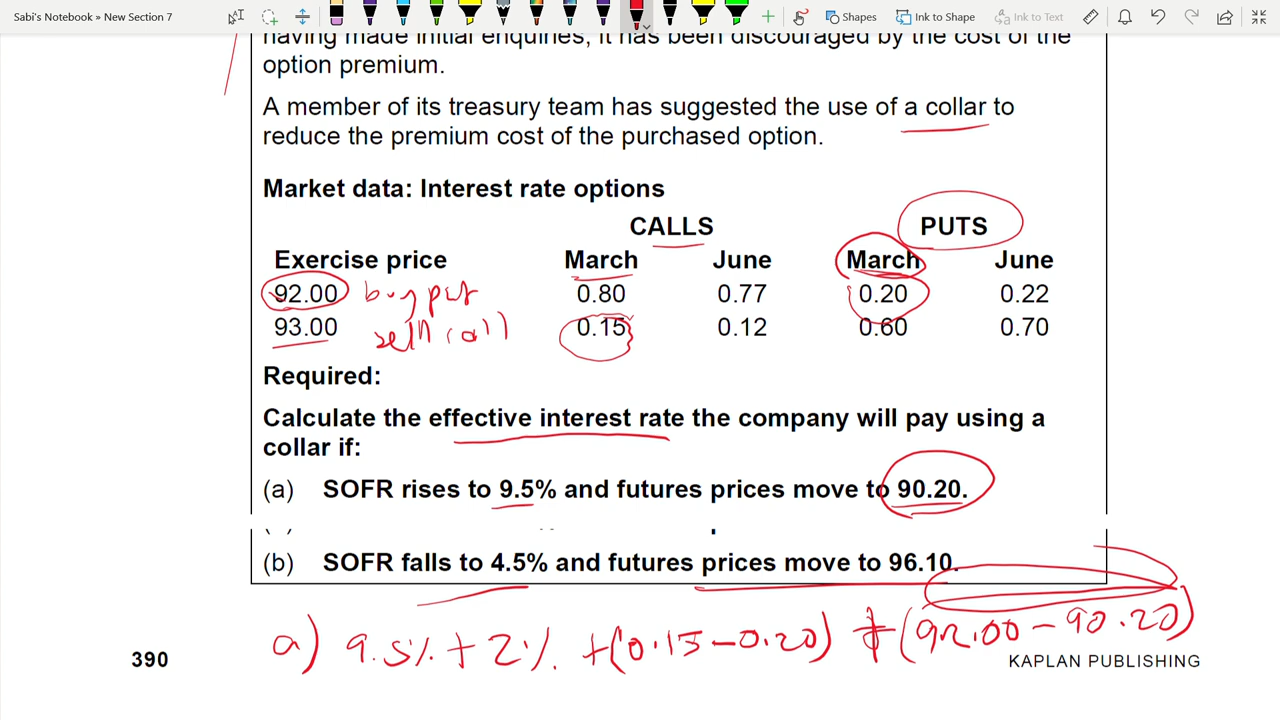 Sabi's Notebook » New Section 7
Shapes Ink to Shape Ink to Text
having made initial enquiries, it has been discouraged by the cost of the
option premium.
A member of its treasury team has suggested the use of a collar to
reduce the premium cost of the purchased option.
Market data: Interest rate options
CALLS PUTS
Exercise price March June March June
92.00 buy put 0.80 0.77 0.20 0.22
93.00 sell call 0.15 0.12 0.60 0.70
Required:
Calculate the effective interest rate the company will pay using a
collar if:
(a) SOFR rises to 9.5% and futures prices move to 90.20.
(b) SOFR falls to 4.5% and futures prices move to 96.10.
a) 9.5% + 2% + (0.15 - 0.20) + (92.00 - 90.20)
390 KAPLAN PUBLISHING